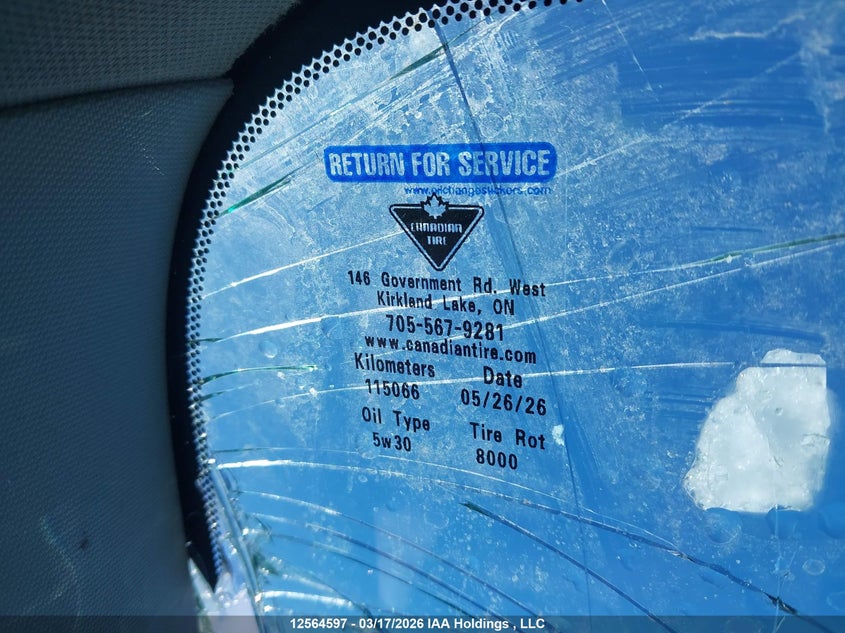 RETURN FOR SERVICE
www.oilchangestickers.com
CANADIAN
TIRE
146 Government Rd. West
Kirkland Lake, ON
705-567-9281
www.canadiantire.com
Kilometers Date
115066 05/26/26
Oil Type Tire Rot
5w30 8000
12564597 - 03/17/2026 IAA Holdings , LLC